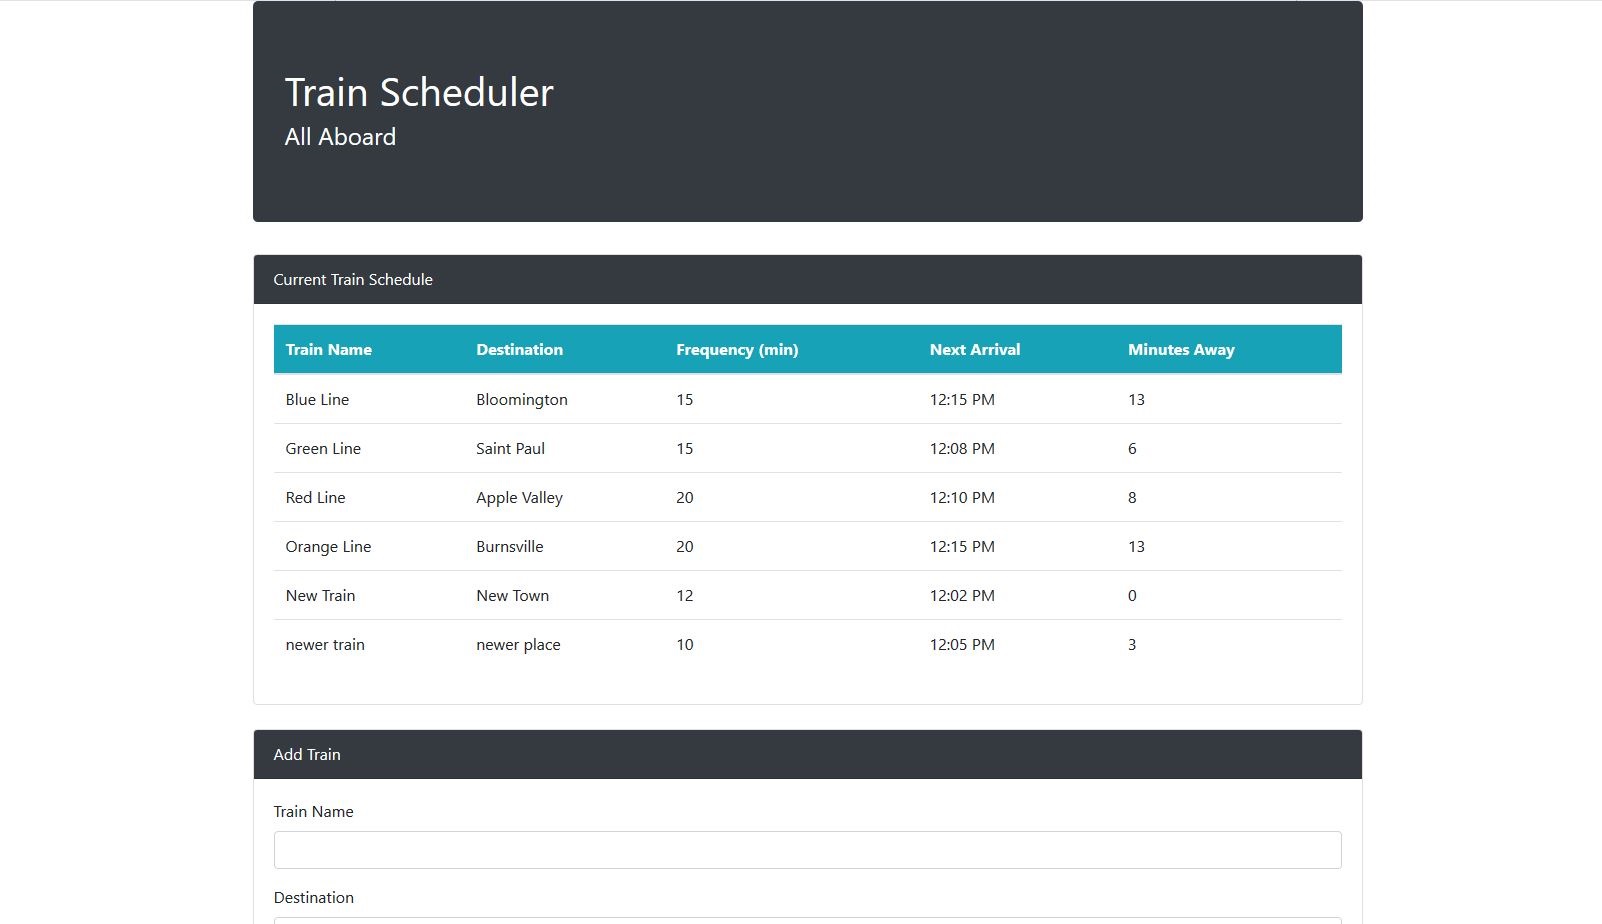 Train Scheduler
All Aboard
Current Train Schedule
Train Name Destination Frequency (min) Next Arrival Minutes Away
Blue Line Bloomington 15 12:15 PM 13
Green Line Saint Paul 15 12:08 PM 6
Red Line Apple Valley 20 12:10 PM 8
Orange Line Burnsville 20 12:15 PM 13
New Train New Town 12 12:02 PM 0
newer train newer place 10 12:05 PM 3
Add Train
Train Name
Destination